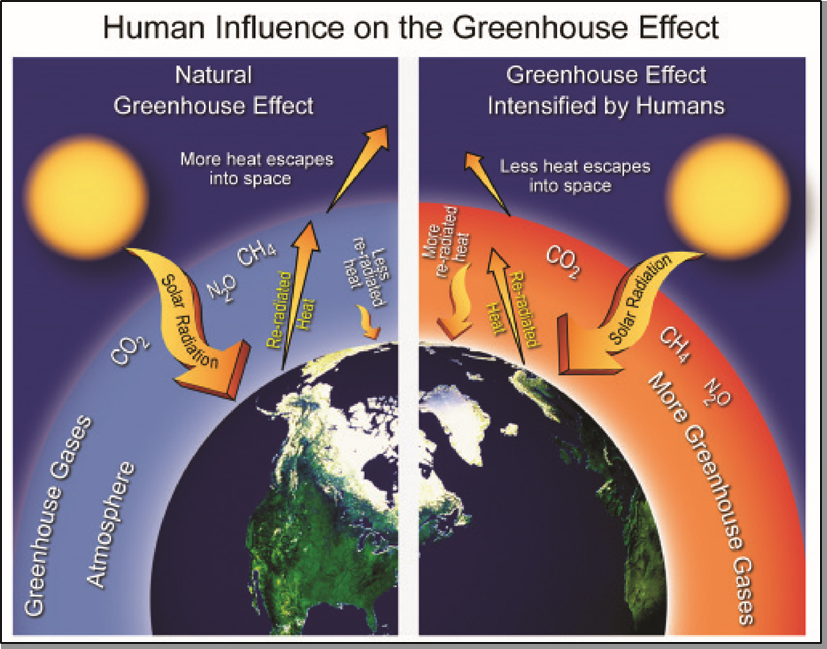 Human Influence on the Greenhouse Effect
Natural
Greenhouse Effect
More heat escapes
into space
CH₄
N₂O
CO₂
Solar Radiation
Re-radiated
Heat
Less
re-radiated
heat
Greenhouse Gases
Atmosphere
Greenhouse Effect
Intensified by Humans
Less heat escapes
into space
More
re-radiated
heat
CO₂
Re-radiated
Heat
Solar Radiation
CH₄
N₂O
More Greenhouse Gases